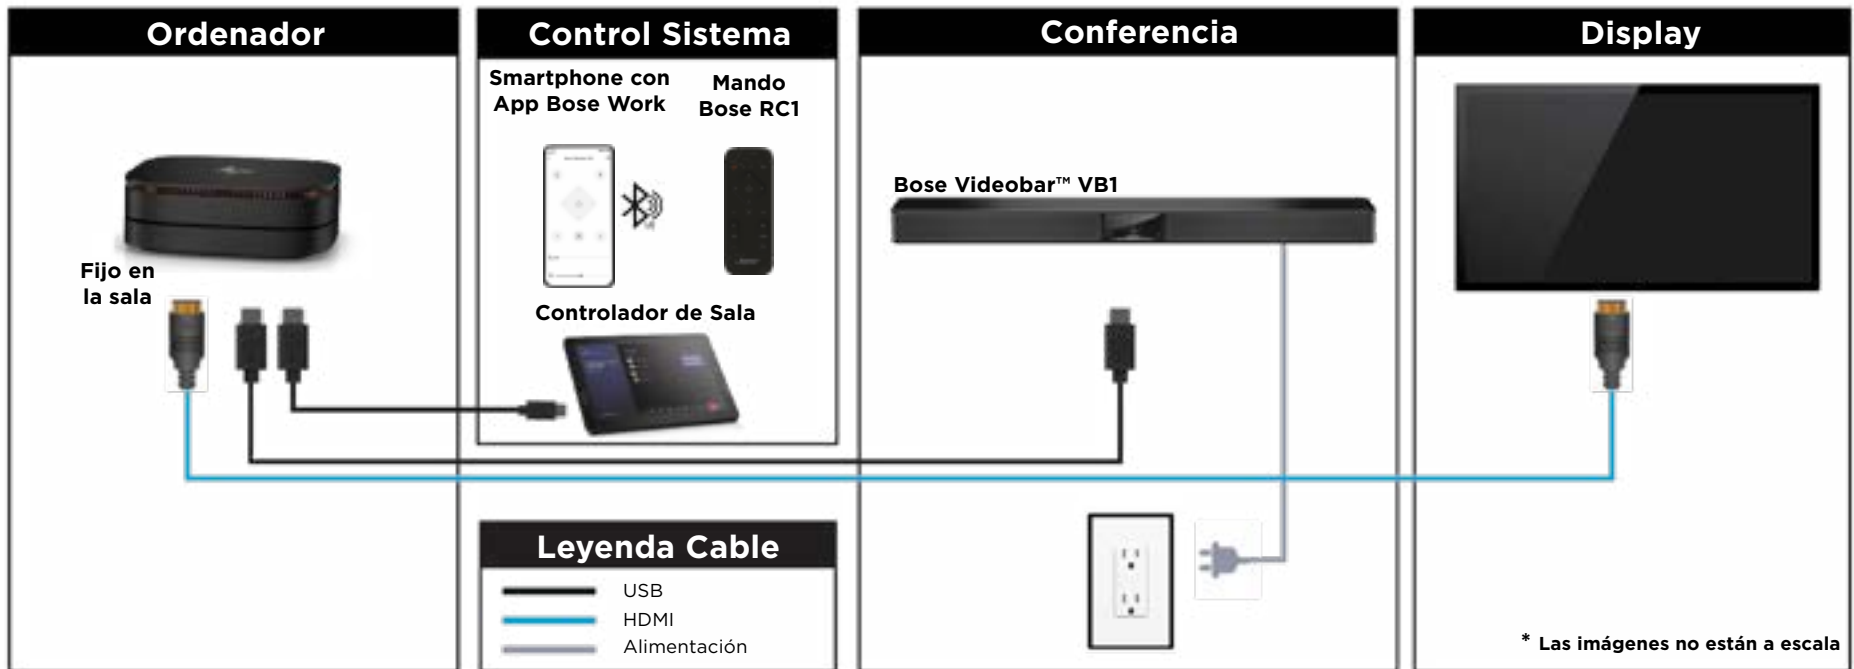 Ordenador
Fijo en
la sala
Control Sistema
Smartphone con
App Bose Work
Mando
Bose RC1
Controlador de Sala
Conferencia
Bose Videobar™ VB1
Display
Leyenda Cable
USB
HDMI
Alimentación
* Las imágenes no están a escala